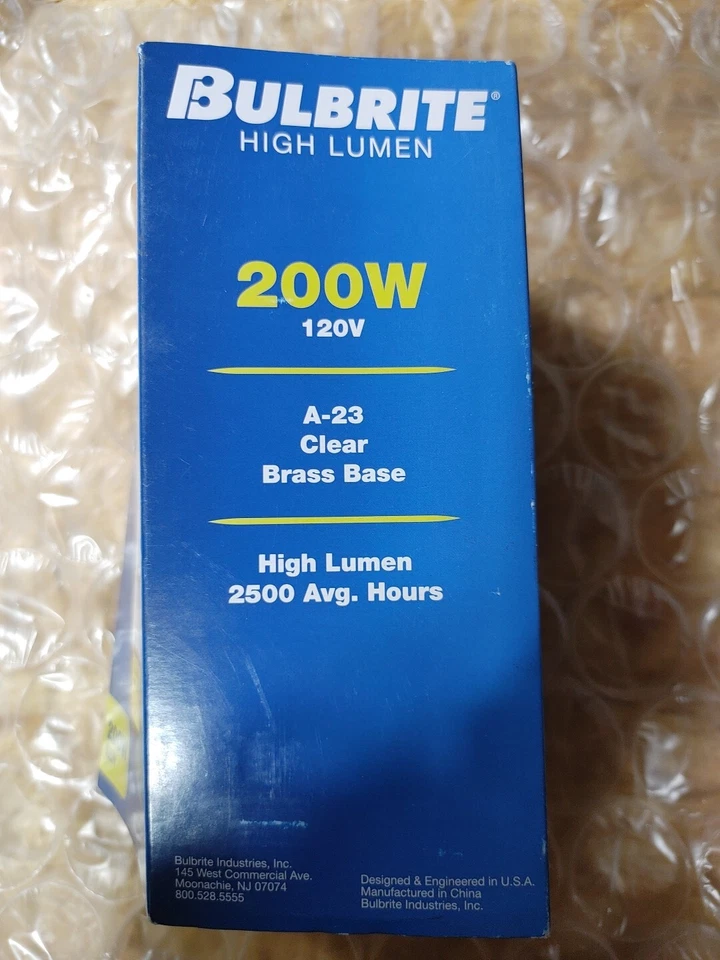 BULBRITE®
HIGH LUMEN
200W
120V
A-23
Clear
Brass Base
High Lumen
2500 Avg. Hours
Bulbrite Industries, Inc.
145 West Commercial Ave.
Moonachie, NJ 07074
800.528.5555
Designed & Engineered in U.S.A.
Manufactured in China
Bulbrite Industries, Inc.